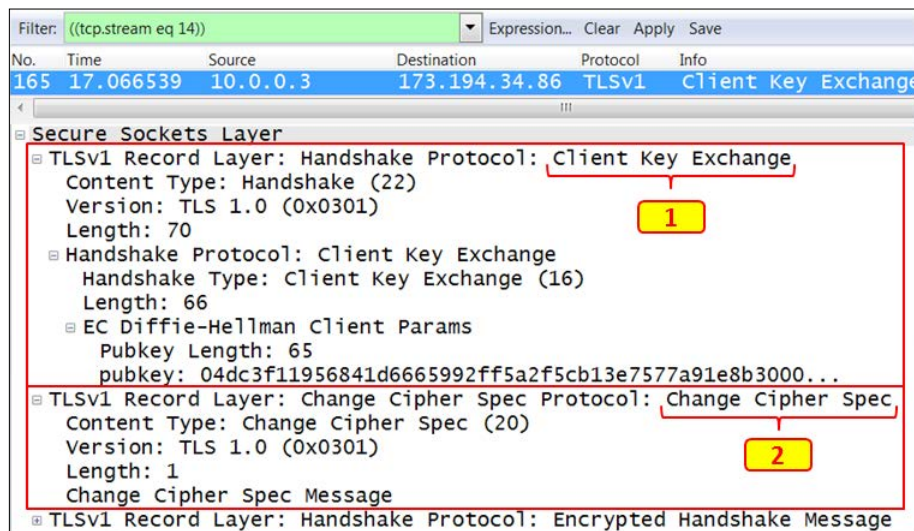 Filter: ((tcp.stream eq 14)) Expression... Clear Apply Save
No. Time Source Destination Protocol Info
165 17.066539 10.0.0.3 173.194.34.86 TLSv1 Client Key Exchange
Secure Sockets Layer
TLSv1 Record Layer: Handshake Protocol: Client Key Exchange
Content Type: Handshake (22)
Version: TLS 1.0 (0x0301)
1
Length: 70
Handshake Protocol: Client Key Exchange
Handshake Type: Client Key Exchange (16)
Length: 66
EC Diffie-Hellman Client Params
Pubkey Length: 65
pubkey: 04dc3f11956841d6665992ff5a2f5cb13e7577a91e8b3000...
TLSv1 Record Layer: Change Cipher Spec Protocol: Change Cipher Spec
Content Type: Change Cipher Spec (20)
Version: TLS 1.0 (0x0301)
2
Length: 1
Change Cipher Spec Message
TLSv1 Record Layer: Handshake Protocol: Encrypted Handshake Message